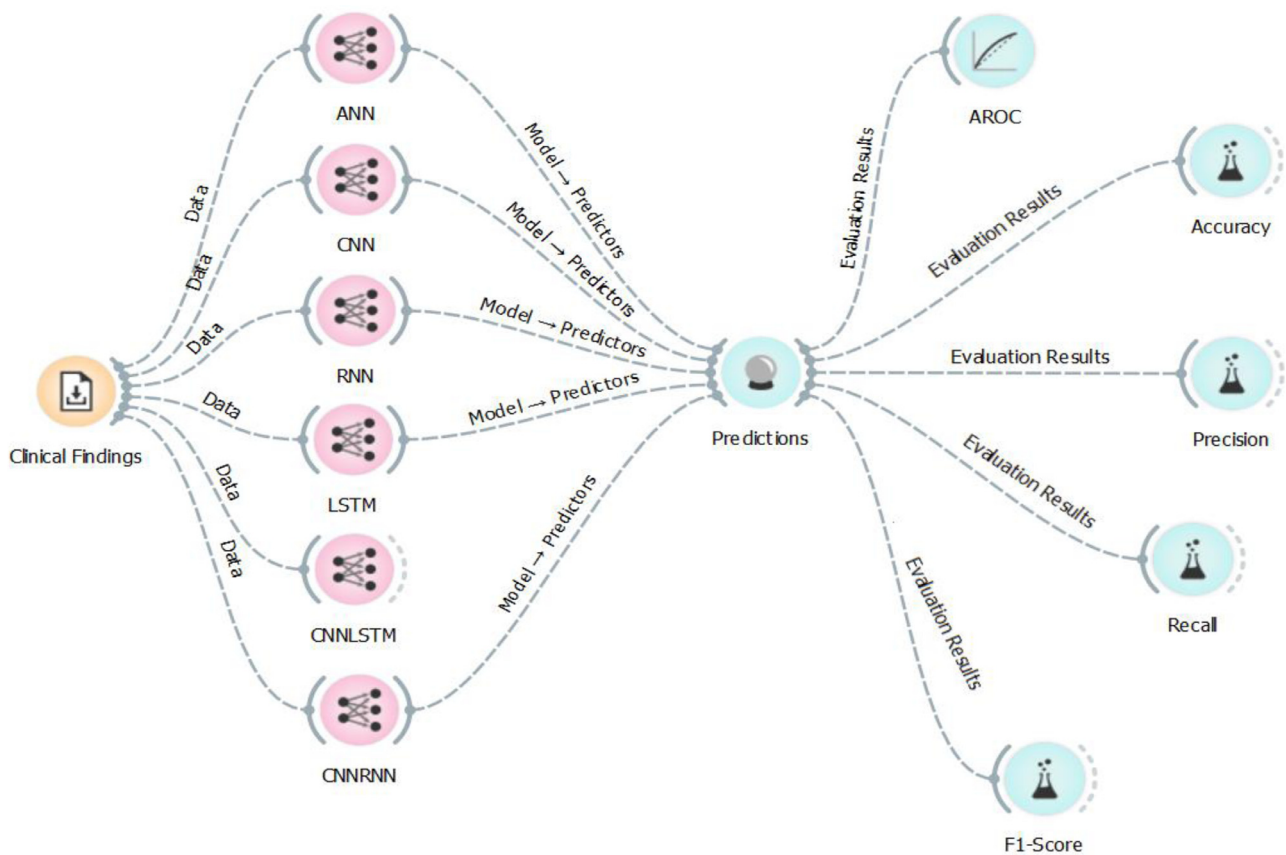 ANN
CNN
RNN
LSTM
CNNLSTM
CNNRNN
Clinical Findings
Data
Data
Data
Data
Data
Data
Model → Predictors
Model → Predictors
Model → Predictors
Model → Predictors
Model → Predictors
Predictions
Evaluation Results
Evaluation Results
Evaluation Results
Evaluation Results
Evaluation Results
AROC
Accuracy
Precision
Recall
F1-Score